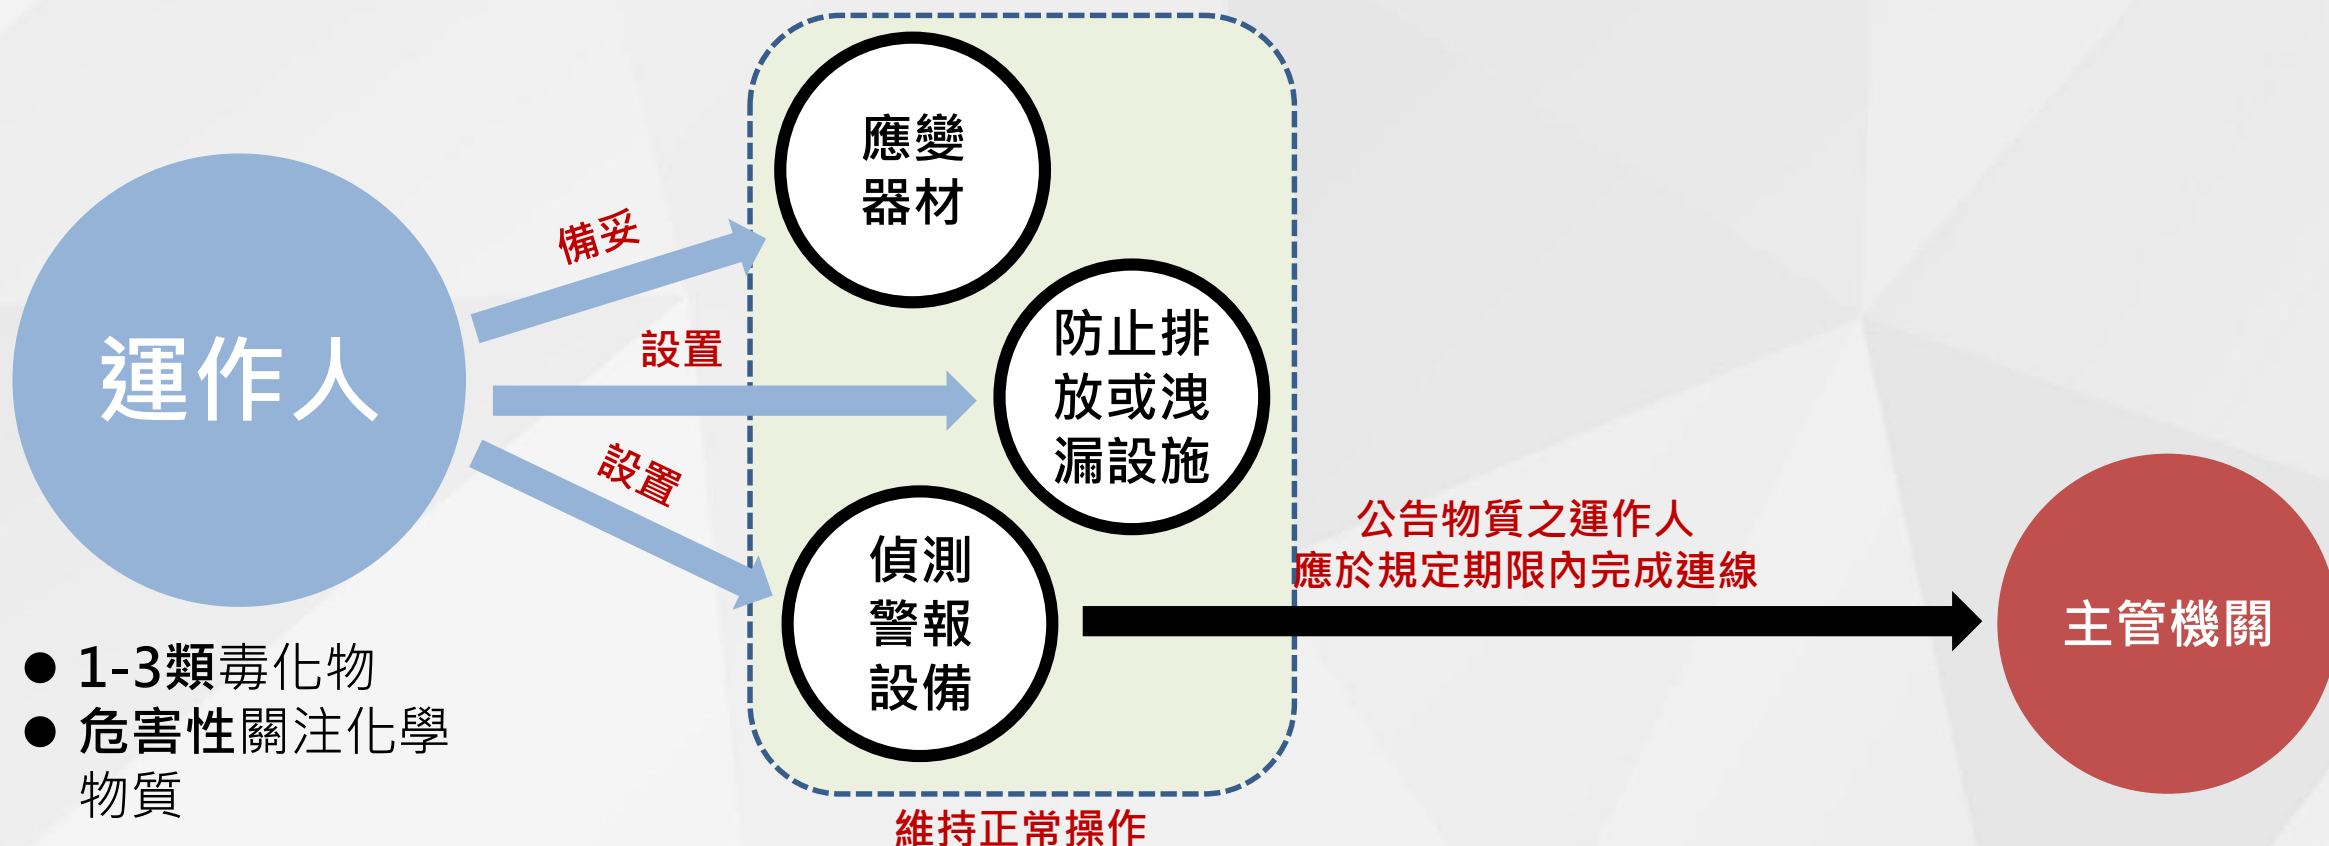 運作人
● 1-3類毒化物
● 危害性關注化學
物質
備妥
設置
設置
應變
器材
防止排
放或洩
漏設施
偵測
警報
設備
維持正常操作
公告物質之運作人
應於規定期限內完成連線
主管機關